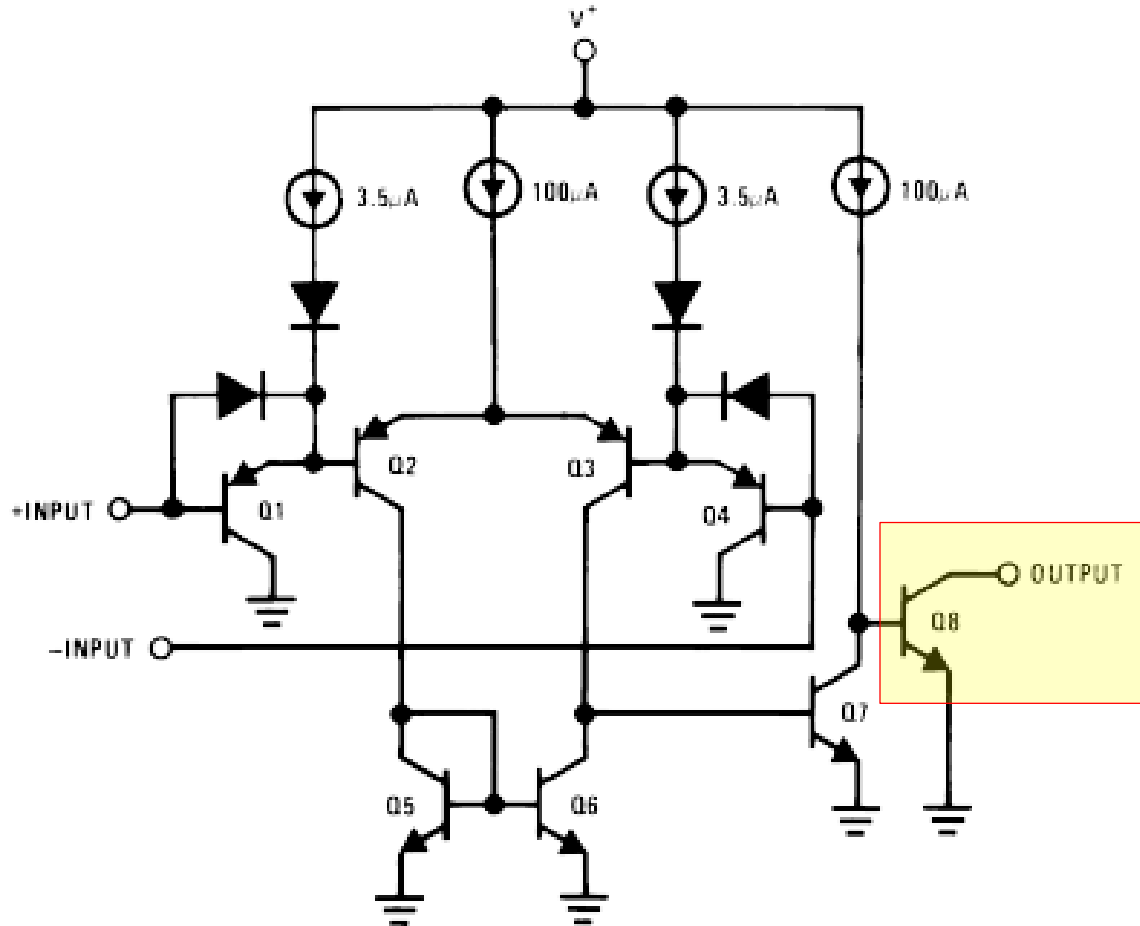 V+
3.5μA
100μA
3.5μA
100μA
Q2
Q3
+INPUT
Q1
Q4
OUTPUT
Q8
-INPUT
Q7
Q5
Q6